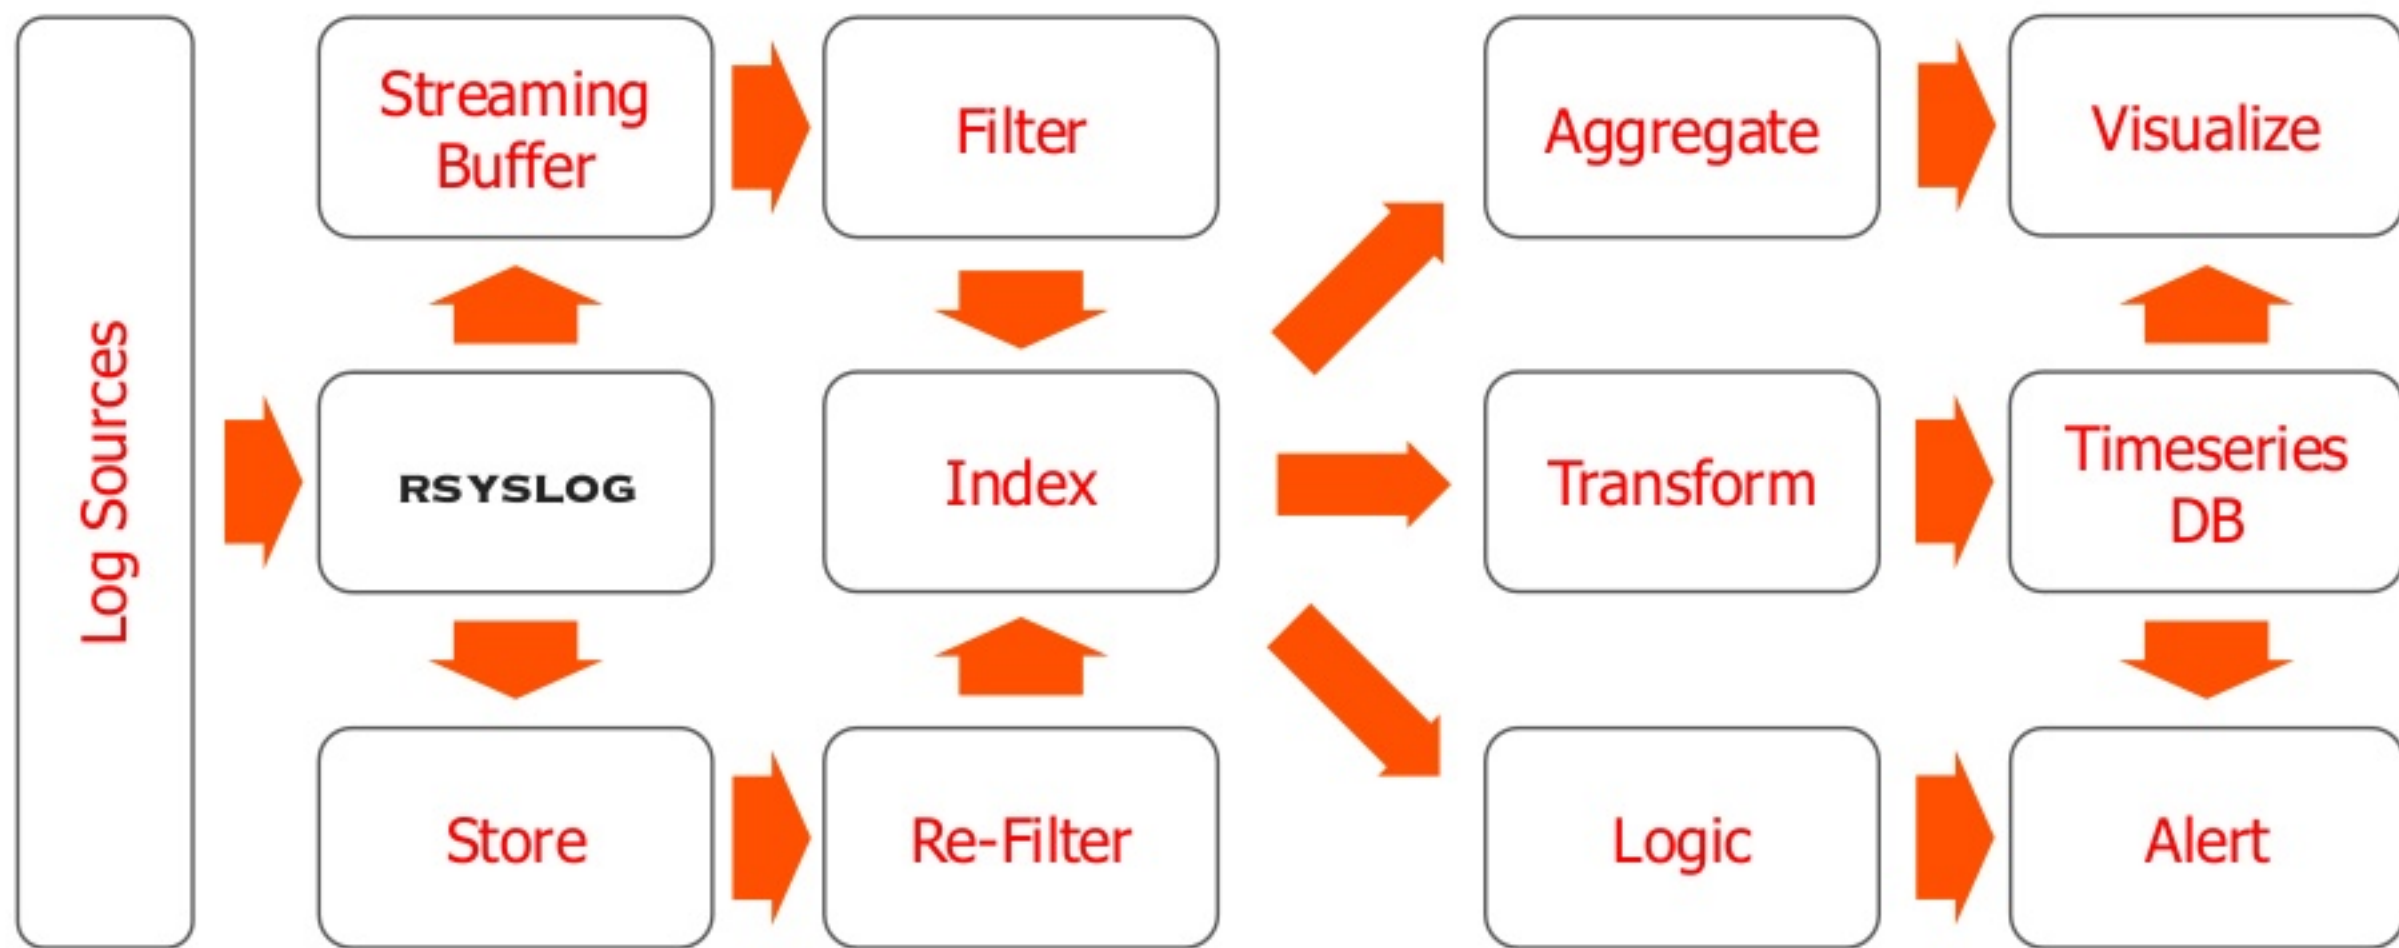 Log Sources
Streaming
Buffer
Filter
Aggregate
Visualize
RSYSLOG
Index
Transform
Timeseries
DB
Store
Re-Filter
Logic
Alert